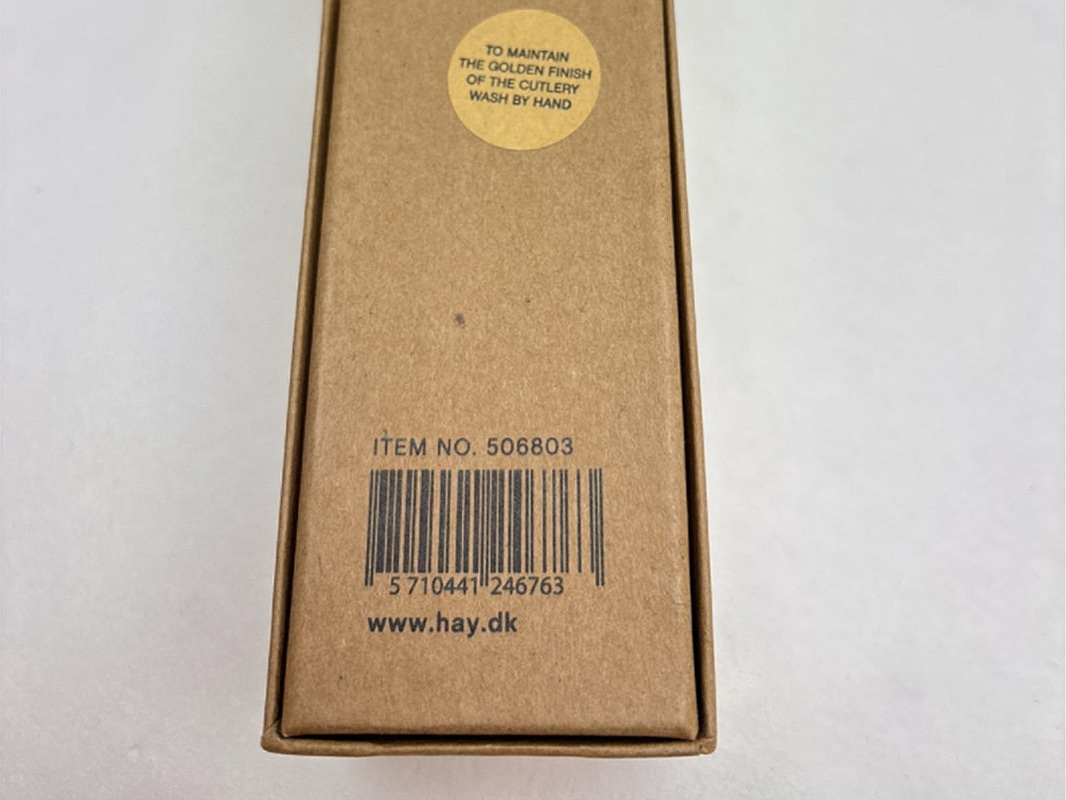 TO MAINTAIN
THE GOLDEN FINISH
OF THE CUTLERY
WASH BY HAND
ITEM NO. 506803
5 710441 246763
www.hay.dk